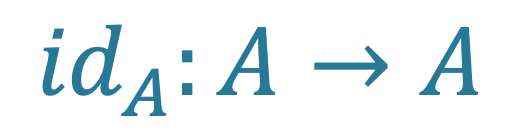 id_A: A → A